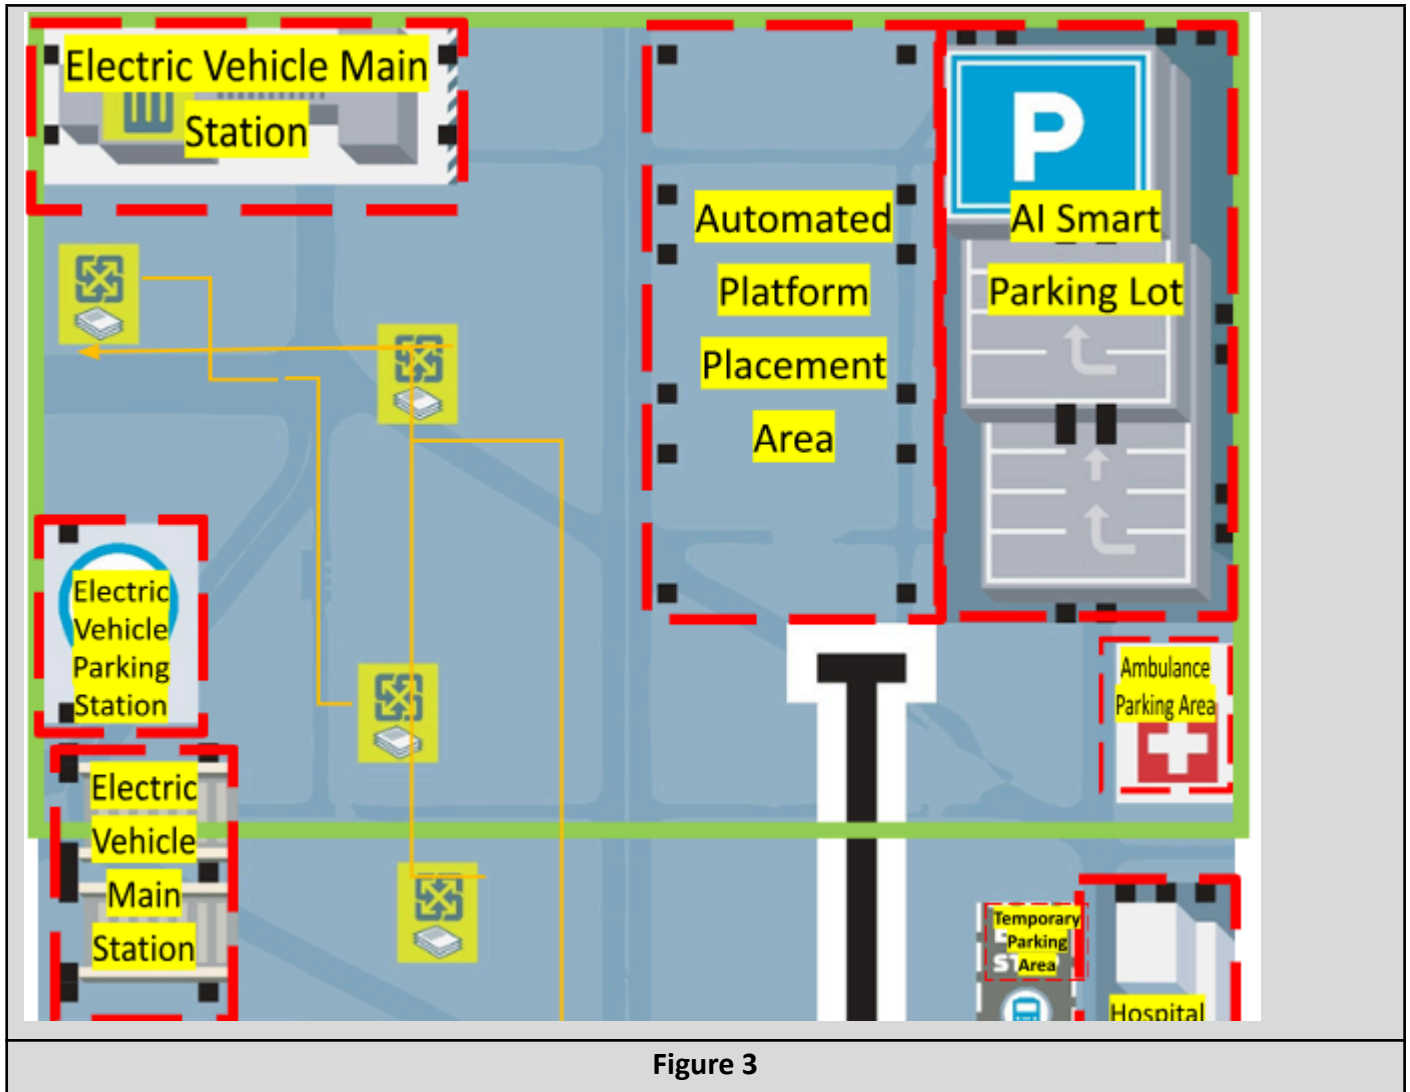 Electric Vehicle Main
Station
P
Automated
Platform
Placement
Area
AI Smart
Parking Lot
Electric
Vehicle
Parking
Station
Ambulance
Parking Area
Electric
Vehicle
Main
Station
Temporary
Parking
Area
Hospital
Figure 3